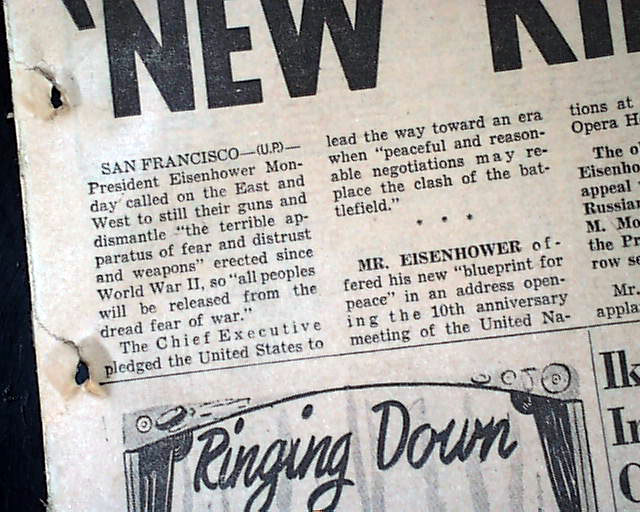 'NEW KI
SAN FRANCISCO—(U.P.)—
President Eisenhower Mon-
day called on the East and
West to still their guns and
dismantle "the terrible ap-
paratus of fear and distrust
and weapons" erected since
World War II, so "all peoples
will be released from the
dread fear of war."
The Chief Executive
pledged the United States to
lead the way toward an era
when "peaceful and reason-
able negotiations may re-
place the clash of the bat-
tlefield."
* * *
MR. EISENHOWER of-
fered his new "blueprint for
peace" in an address open-
ing the 10th anniversary
meeting of the United Na-
tions at
Opera H
The o
Eisenho
appeal
Russian
M. Mo
the Pr
row se
Mr.
appla
Ringing Down
Ik
In